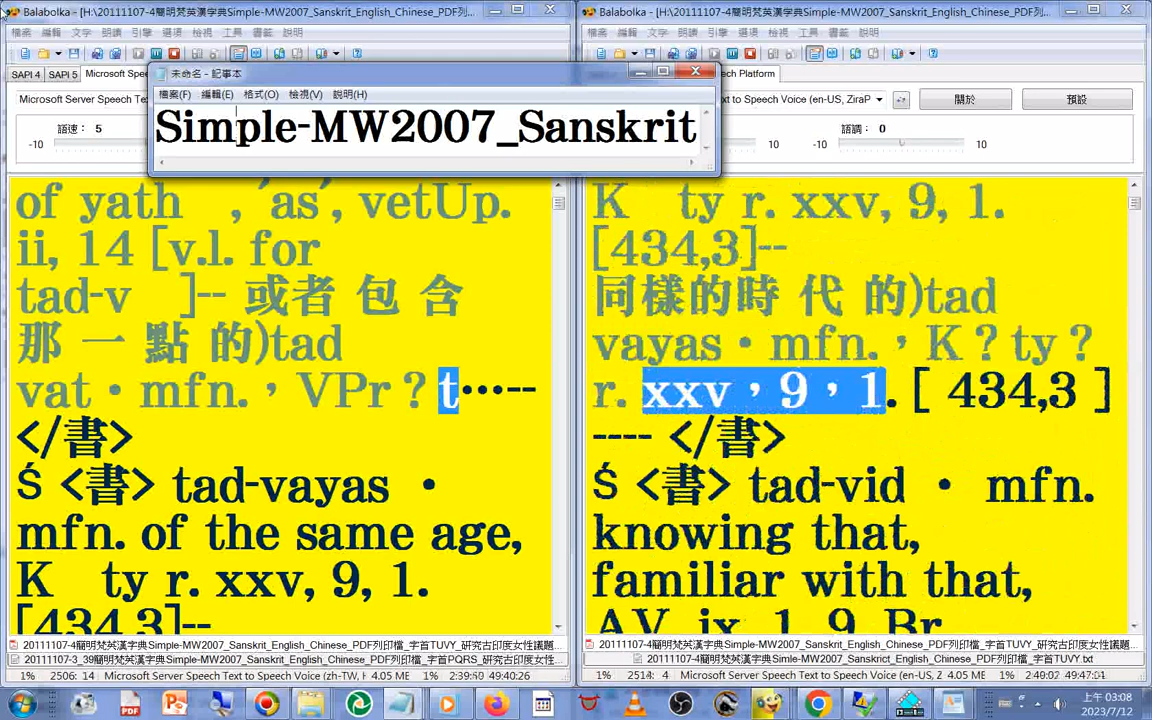 Balabolka - [H:\20111107-4簡明梵英漢字典Simple-MW2007_Sanskrit_English_Chinese_PDF列...
檔案 編輯 文字 朗讀 引擎 選項 檢視 工具 書籤 說明
SAPI 4 SAPI 5 Microsoft Spee
Microsoft Server Speech Text
語速： 5
-10
未命名 - 記事本
檔案(F) 編輯(E) 格式(O) 檢視(V) 說明(H)
Simple-MW2007_Sanskrit
of yath , 'as', vetUp.
ii, 14 [v.l. for
tad-v ]-- 或者 包 含
那 一 點 的)tad
vat・mfn.，VPr？t…--
</書>
Ś <書> tad-vayas ・
mfn. of the same age,
K ty r. xxv, 9, 1.
[434,3]--
20111107-4簡明梵英漢字典Simple-MW2007_Sanskrit_English_Chinese_PDF列印檔_字首TUVY_研究古印度女性議題...
20111107-3_39簡明梵英漢字典Simple-MW2007_Sanskrit_English_Chinese_PDF列印檔_字首PQRS_研究古印度女性...
1% 2506: 14 Microsoft Server Speech Text to Speech Voice (zh-TW, H 4.05 ME 1% 2:39:50 49:40:26
Balabolka - [H:\20111107-4簡明梵英漢字典Simple-MW2007_Sanskrit_English_Chinese_PDF列...
檔案 編輯 文字 朗讀 引擎 選項 檢視 工具 書籤 說明
ech Platform
t to Speech Voice (en-US, ZiraP 關於 預設
語調： 0
10 -10 10
K ty r. xxv, 9, 1.
[434,3]--
同樣的時 代 的)tad
vayas・mfn.，K？ty？
r. xxv，9，1. [ 434,3 ]
---- </書>
Ś <書> tad-vid ・ mfn.
knowing that,
familiar with that,
AV. ix, 1, 9, Br.
20111107-4簡明梵英漢字典Simple-MW2007_Sanskrit_English_Chinese_PDF列印檔_字首TUVY_研究古印度女性議題...
20111107-4簡明梵英漢字典Simle-MW2007_Sanskrit_English_Chinese_PDF列印檔_字首TUVY.txt
1% 2514: 4 Microsoft Server Speech Text to Speech Voice (en-US, Z 4.05 ME 1% 2:49:02 49:47:01
上午 03:08
2023/7/12